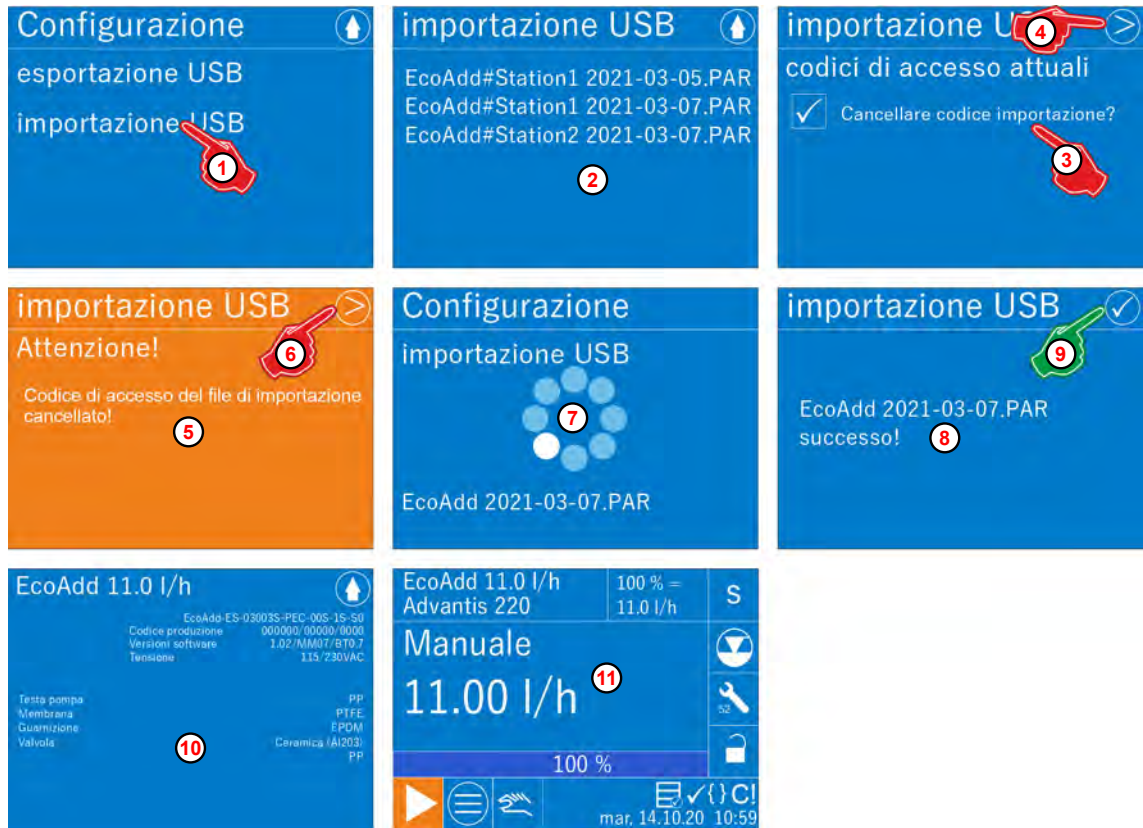 Configurazione
esportazione USB
importazione USB
1
importazione USB
EcoAdd#Station1 2021-03-05.PAR
EcoAdd#Station1 2021-03-07.PAR
EcoAdd#Station2 2021-03-07.PAR
2
importazione U
4
codici di accesso attuali
Cancellare codice importazione?
3
importazione USB
6
Attenzione!
Codice di accesso del file di importazione
cancellato!
5
Configurazione
importazione USB
7
EcoAdd 2021-03-07.PAR
importazione USB
9
EcoAdd 2021-03-07.PAR
successo!
8
EcoAdd 11.0 l/h
EcoAdd-ES-03003S-PEC-00S-1S-S0
Codice produzione 000000/00000/0000
Versioni software 1.02/MM07/BT0.7
Tensione 115/230VAC
Testa pompa PP
Membrana PTFE
Guarnizione EPDM
Valvola Ceramica (Al203)
PP
10
EcoAdd 11.0 l/h
Advantis 220
100 % =
11.0 l/h
S
Manuale
11.00 l/h
11
52
100 %
{} C!
mar, 14.10.20 10:59